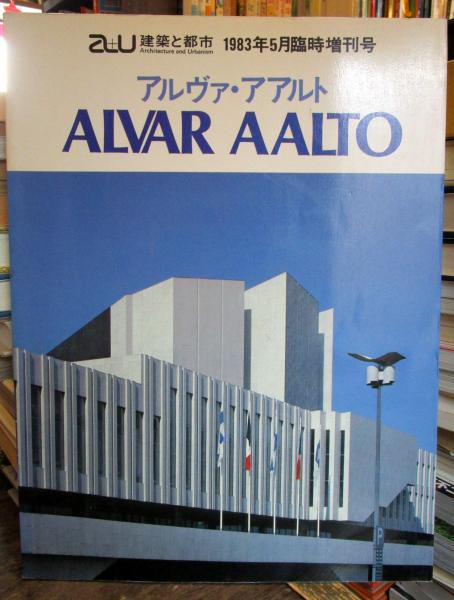 a+u 建築と都市 1983年5月臨時増刊号
Architecture and Urbanism
アルヴァ・アアルト
ALVAR AALTO